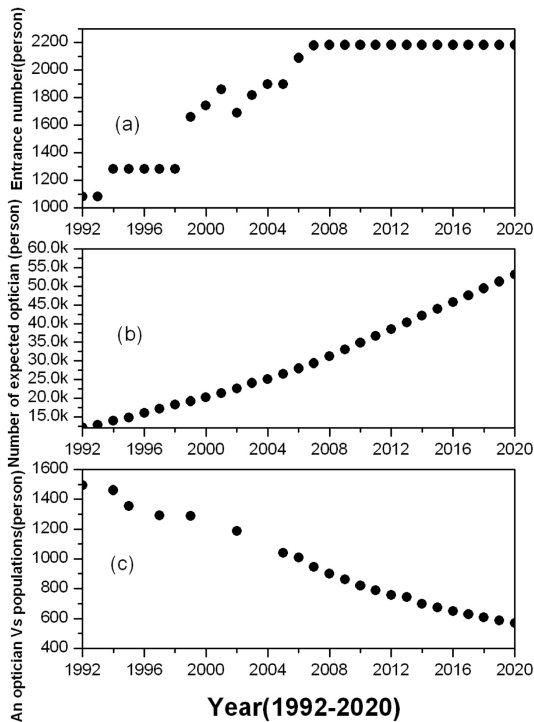 Entrance number(person)
2200
2000
1800
1600
1400
1200
1000
(a)
1992 1996 2000 2004 2008 2012 2016 2020
Number of expected optician (person)
60.0k
55.0k
50.0k
45.0k
40.0k
35.0k
30.0k
25.0k
20.0k
15.0k
(b)
1992 1996 2000 2004 2008 2012 2016 2020
An optician Vs populations(person)
1600
1400
1200
1000
800
600
400
(c)
1992 1996 2000 2004 2008 2012 2016 2020
Year(1992-2020)